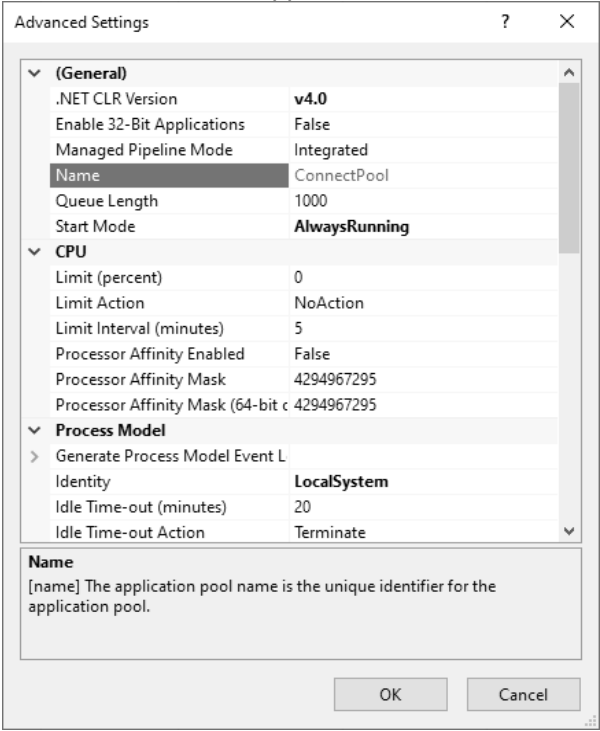 Advanced Settings ?
(General)
.NET CLR Version v4.0
Enable 32-Bit Applications False
Managed Pipeline Mode Integrated
Name ConnectPool
Queue Length 1000
Start Mode AlwaysRunning
CPU
Limit (percent) 0
Limit Action NoAction
Limit Interval (minutes) 5
Processor Affinity Enabled False
Processor Affinity Mask 4294967295
Processor Affinity Mask (64-bit c 4294967295
Process Model
Generate Process Model Event L
Identity LocalSystem
Idle Time-out (minutes) 20
Idle Time-out Action Terminate
Name
[name] The application pool name is the unique identifier for the
application pool.
OK Cancel